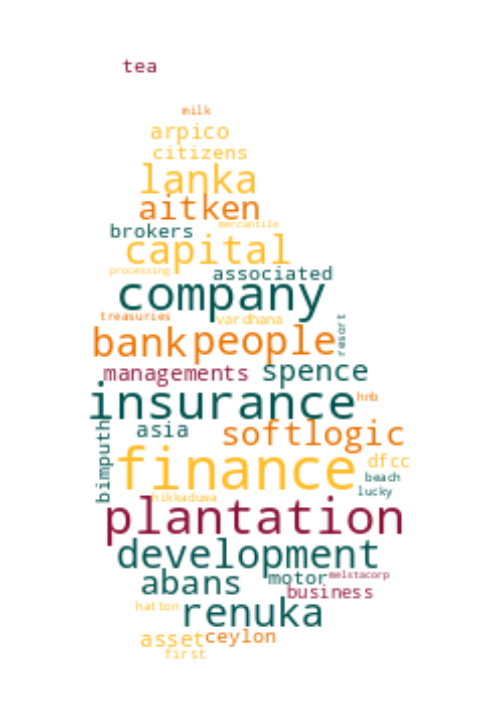 tea
milk
arpico
citizens
lanka
aitken
mercantile
brokers
capital
associated
processing
company
treasuries
vardhana
resort
bank people
managements spence
insurance
hnb
asia
softlogic
bimputh
finance
dfcc
beach
lucky
hikkaduwa
plantation
development
abans
motor
melstacorp
business
hatton
renuka
asset
ceylon
first